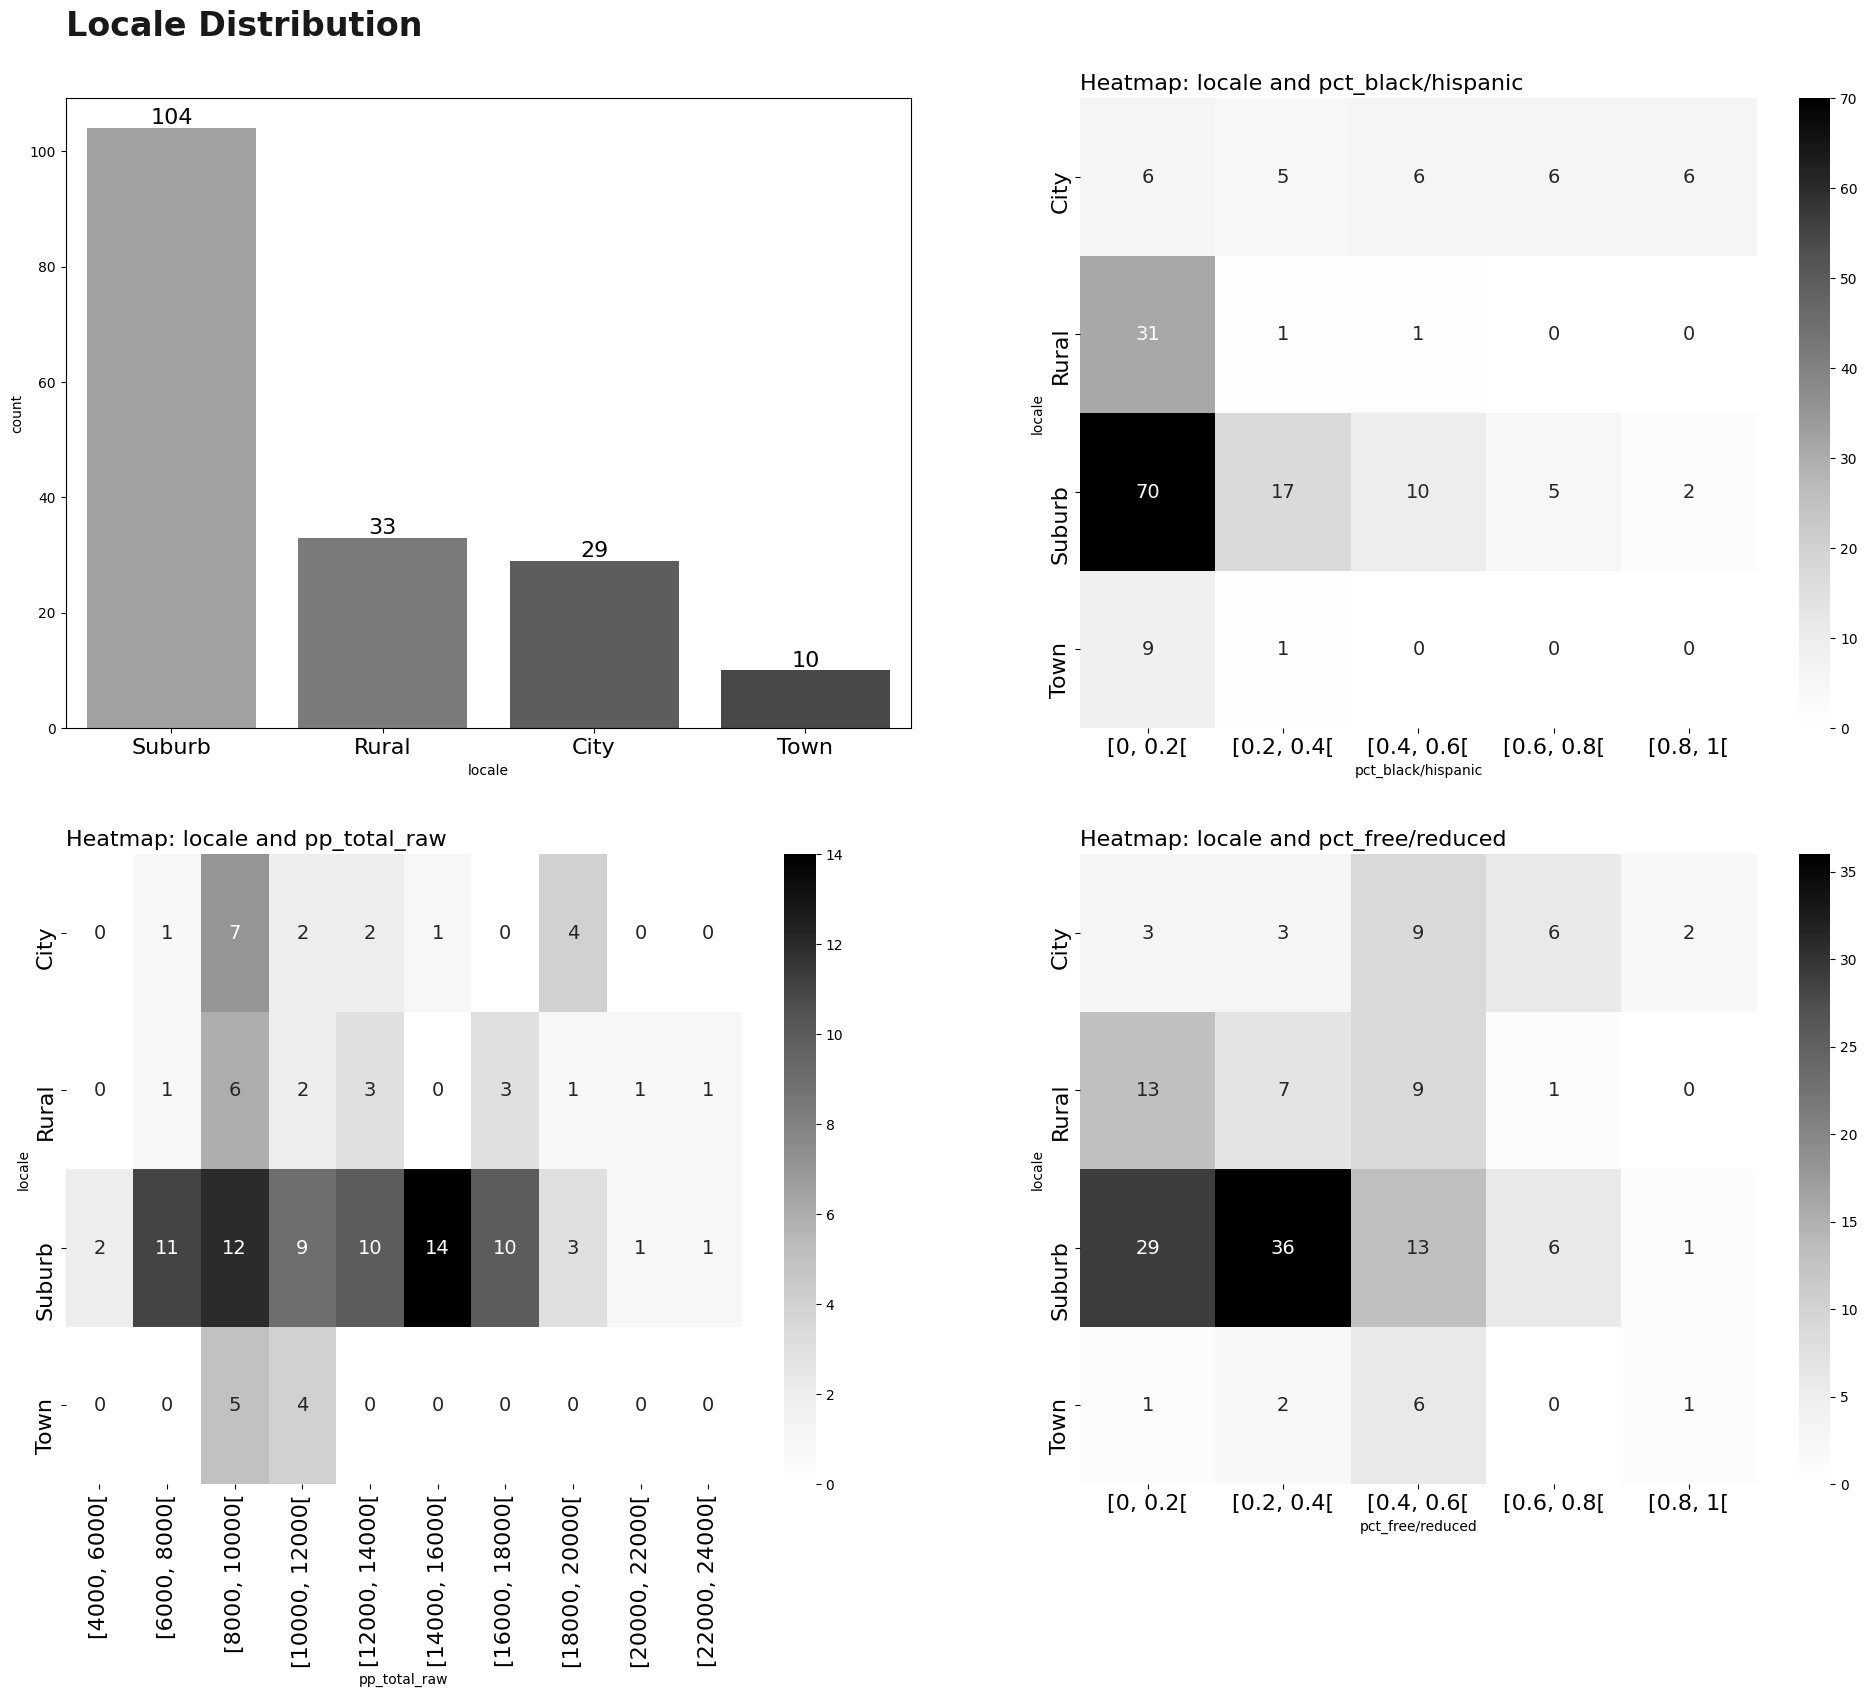 Locale Distribution
104
33
29
10
100
80
60
40
20
0
count
Suburb Rural City Town
locale
Heatmap: locale and pct_black/hispanic
City 6 5 6 6 6
Rural 31 1 1 0 0
Suburb 70 17 10 5 2
Town 9 1 0 0 0
locale
[0, 0.2[ [0.2, 0.4[ [0.4, 0.6[ [0.6, 0.8[ [0.8, 1[
pct_black/hispanic
70
60
50
40
30
20
10
0
Heatmap: locale and pp_total_raw
City 0 1 7 2 2 1 0 4 0 0
Rural 0 1 6 2 3 0 3 1 1 1
Suburb 2 11 12 9 10 14 10 3 1 1
Town 0 0 5 4 0 0 0 0 0 0
locale
[4000, 6000[ [6000, 8000[ [8000, 10000[ [10000, 12000[ [12000, 14000[ [14000, 16000[ [16000, 18000[ [18000, 20000[ [20000, 22000[ [22000, 24000[
pp_total_raw
14
12
10
8
6
4
2
0
Heatmap: locale and pct_free/reduced
City 3 3 9 6 2
Rural 13 7 9 1 0
Suburb 29 36 13 6 1
Town 1 2 6 0 1
locale
[0, 0.2[ [0.2, 0.4[ [0.4, 0.6[ [0.6, 0.8[ [0.8, 1[
pct_free/reduced
35
30
25
20
15
10
5
0